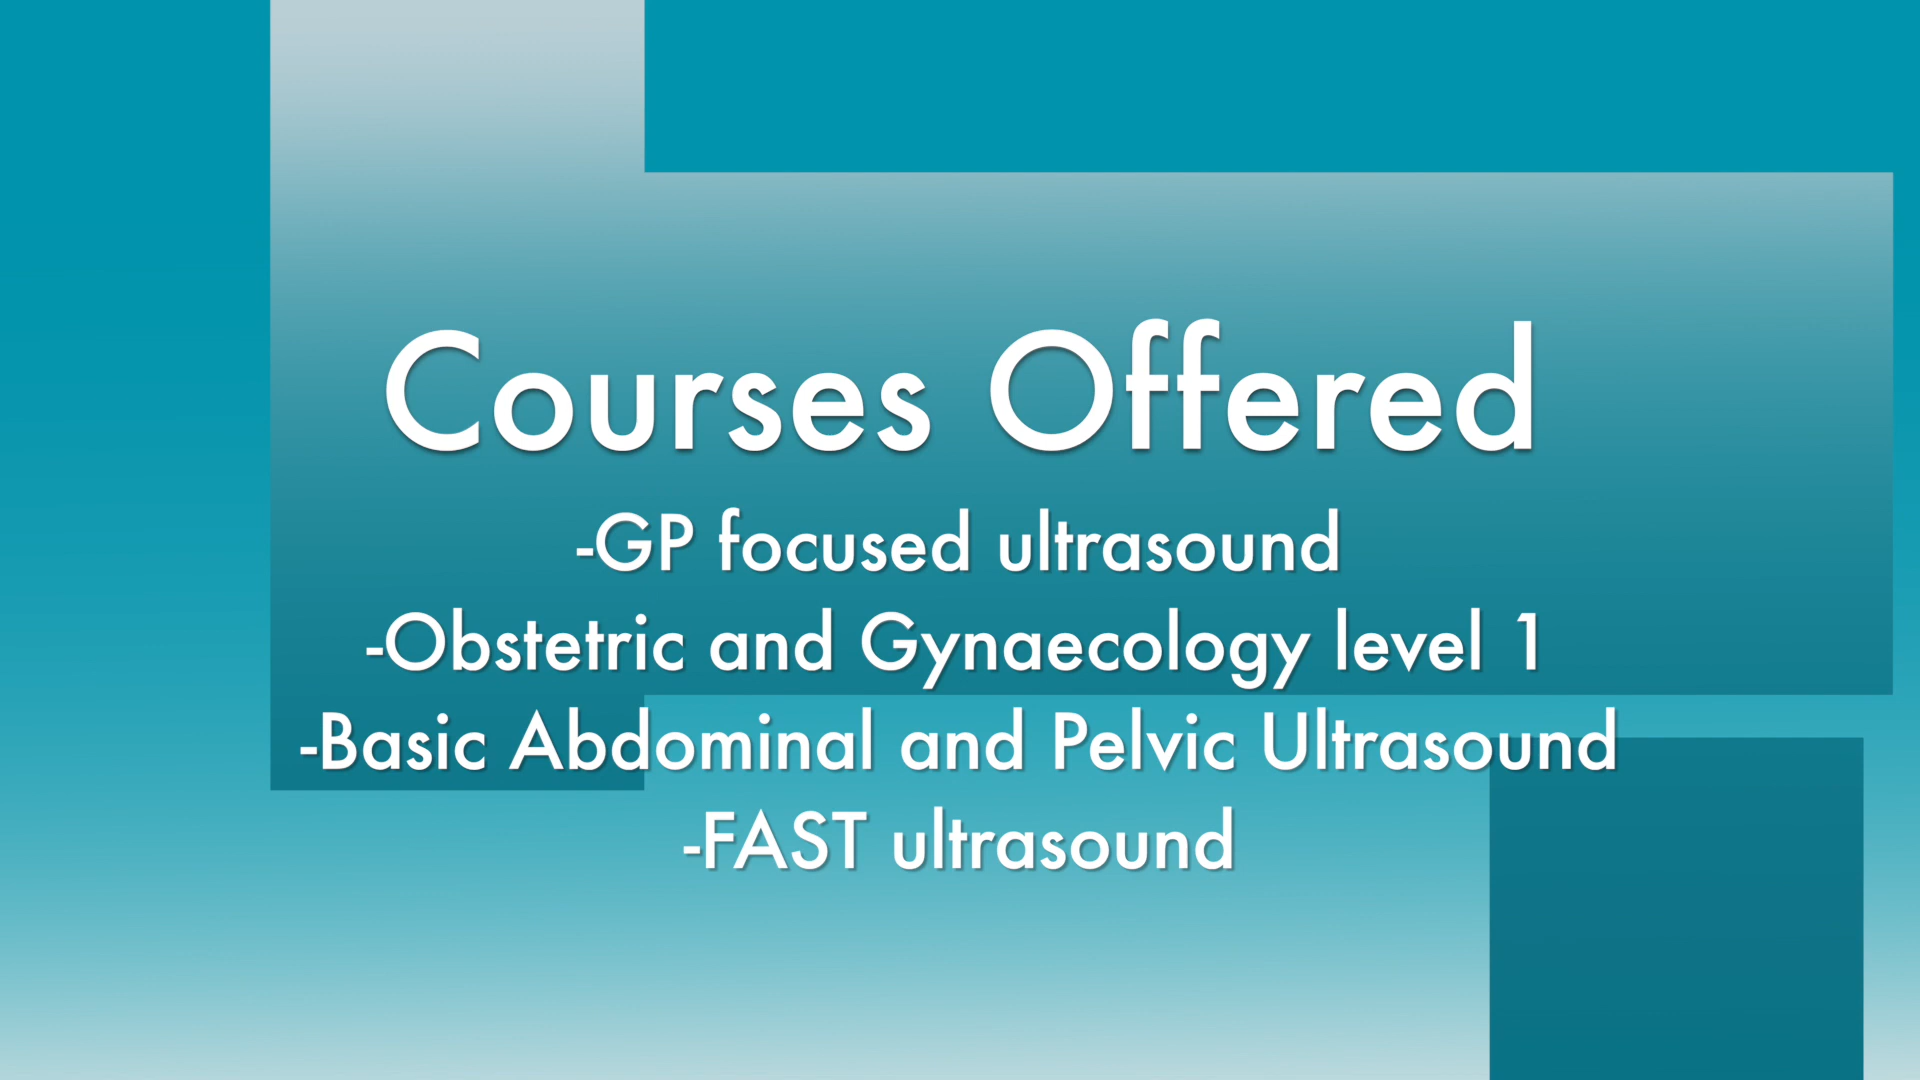 Courses Offered
-GP focused ultrasound
-Obstetric and Gynaecology level 1
-Basic Abdominal and Pelvic Ultrasound
-FAST ultrasound